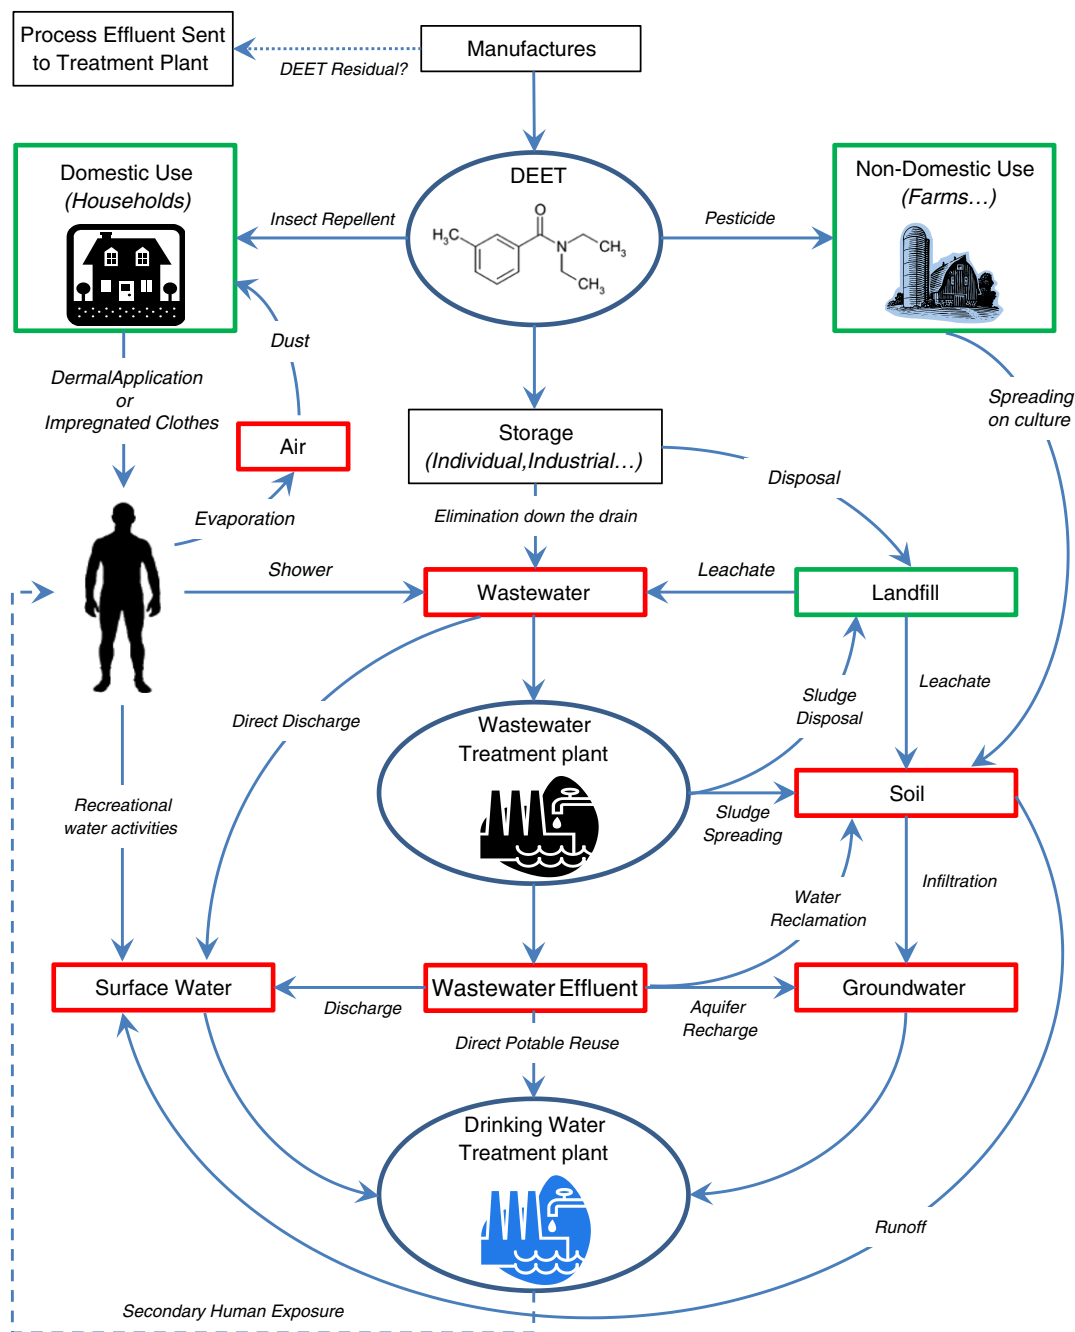 Process Effluent Sent
to Treatment Plant
Manufactures
DEET Residual?
Domestic Use
(Households)
DEET
O
H₃C
N
CH₃
CH₃
Non-Domestic Use
(Farms...)
Insect Repellent
Pesticide
Dust
DermalApplication
or
Impregnated Clothes
Air
Storage
(Individual,Industrial...)
Spreading
on culture
Disposal
Evaporation
Elimination down the drain
Shower
Wastewater
Leachate
Landfill
Leachate
Sludge
Disposal
Direct Discharge
Wastewater
Treatment plant
Soil
Sludge
Spreading
Recreational
water activities
Infiltration
Water
Reclamation
Surface Water
Discharge
Wastewater Effluent
Aquifer
Recharge
Groundwater
Direct Potable Reuse
Drinking Water
Treatment plant
Runoff
Secondary Human Exposure